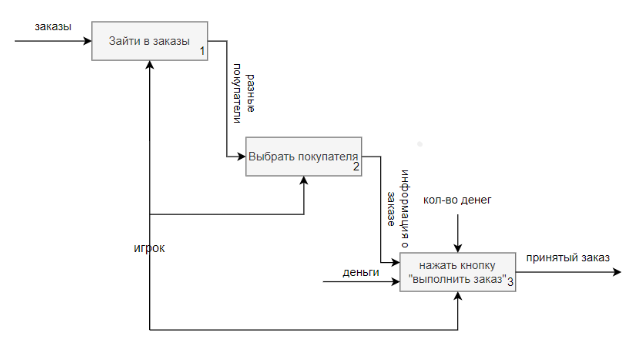 заказы
Зайти в заказы
1
разные
покупатели
Выбрать покупателя
2
информация о
заказе
кол-во денег
игрок
деньги
нажать кнопку
"выполнить заказ"
3
принятый заказ